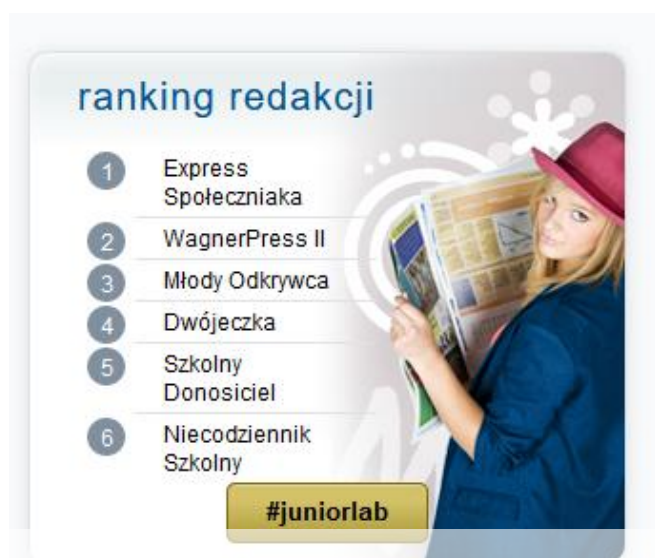 ranking redakcji
1 Express
Społeczniaka
2 WagnerPress II
3 Młody Odkrywca
4 Dwójeczka
5 Szkolny
Donosiciel
6 Niecodziennik
Szkolny
#juniorlab